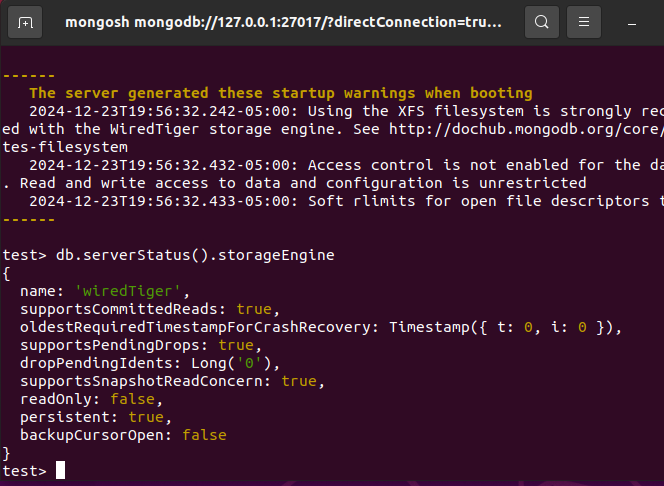 mongosh mongodb://127.0.0.1:27017/?directConnection=tru…
------
   The server generated these startup warnings when booting
   2024-12-23T19:56:32.242-05:00: Using the XFS filesystem is strongly rec
ed with the WiredTiger storage engine. See http://dochub.mongodb.org/core/
tes-filesystem
   2024-12-23T19:56:32.432-05:00: Access control is not enabled for the da
. Read and write access to data and configuration is unrestricted
   2024-12-23T19:56:32.433-05:00: Soft rlimits for open file descriptors t
------
test> db.serverStatus().storageEngine
{
  name: 'wiredTiger',
  supportsCommittedReads: true,
  oldestRequiredTimestampForCrashRecovery: Timestamp({ t: 0, i: 0 }),
  supportsPendingDrops: true,
  dropPendingIdents: Long('0'),
  supportsSnapshotReadConcern: true,
  readOnly: false,
  persistent: true,
  backupCursorOpen: false
}
test>